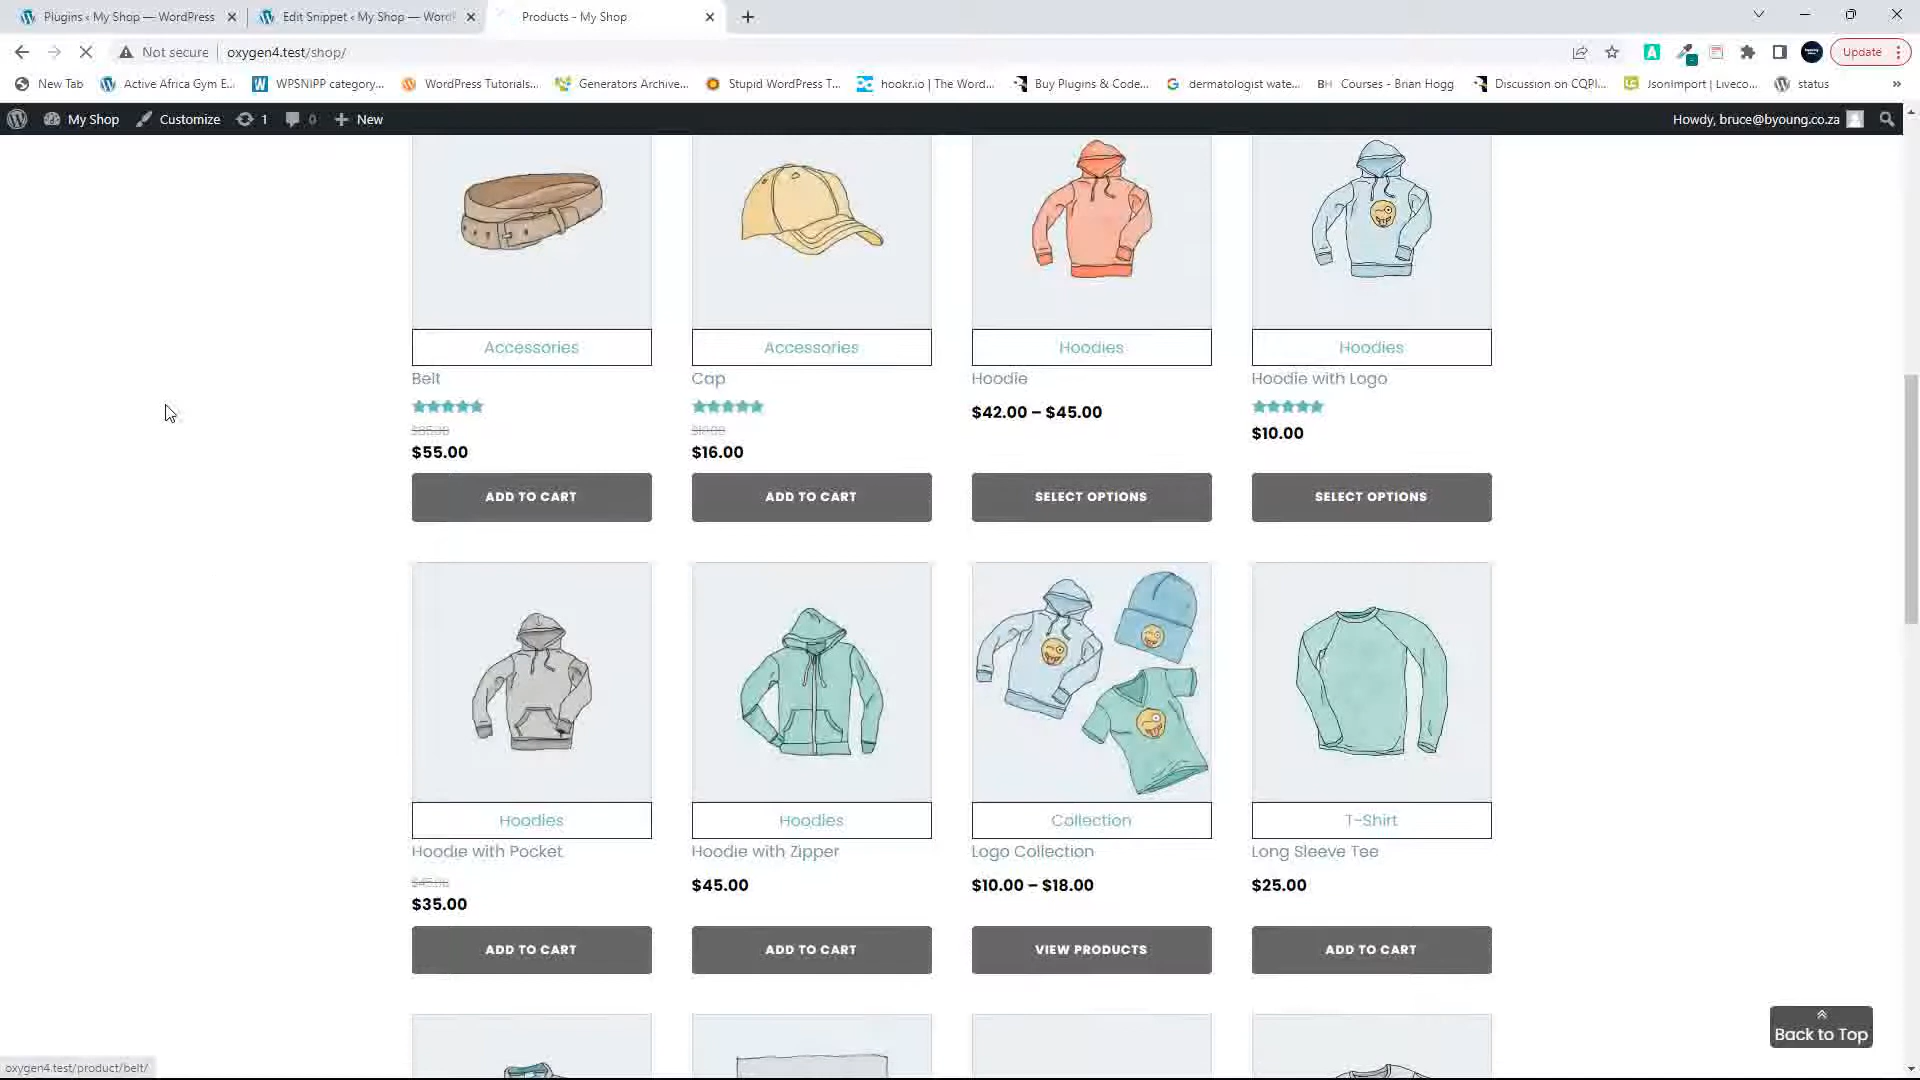 Plugins ‹ My Shop — WordPress
Edit Snippet ‹ My Shop — Word
Products – My Shop
Not secure
oxygen4.test/shop/
Update
New Tab
Active Africa Gym E...
WPSNIPP category...
WordPress Tutorials...
Generators Archive...
Stupid WordPress T...
hookr.io | The Word...
Buy Plugins & Code...
dermatologist wate...
BH Courses - Brian Hogg
Discussion on CQPI...
Jsonimport | Liveco...
status
My Shop
Customize
1
0
New
Howdy, bruce@byoung.co.za
Accessories
Accessories
Hoodies
Hoodies
Belt
Cap
Hoodie
Hoodie with Logo
$42.00 – $45.00
$10.00
$55.00
$16.00
ADD TO CART
ADD TO CART
SELECT OPTIONS
SELECT OPTIONS
Hoodies
Hoodies
Collection
T-Shirt
Hoodie with Pocket
Hoodie with Zipper
Logo Collection
Long Sleeve Tee
$45.00
$45.00
$10.00 – $18.00
$25.00
$35.00
ADD TO CART
ADD TO CART
VIEW PRODUCTS
ADD TO CART
Back to Top
oxygen4.test/product/belt/